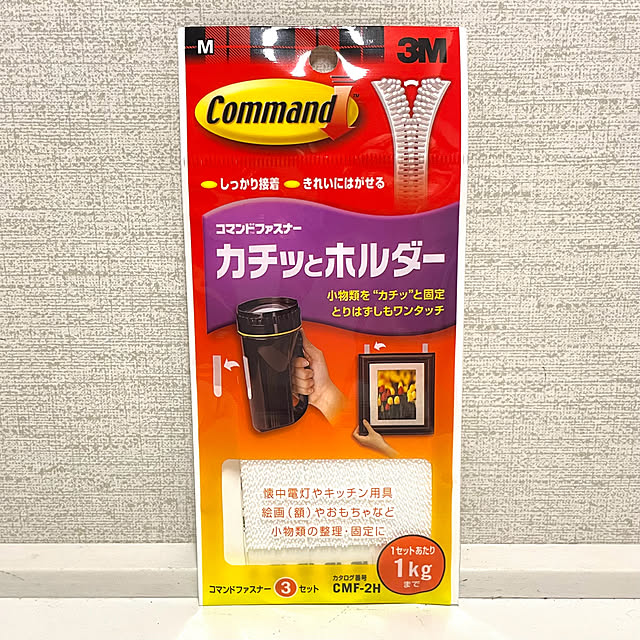 M
3M
Command
しっかり接着 きれいにはがせる
コマンドファスナー
カチッとホルダー
小物類を“カチッ”と固定
とりはずしもワンタッチ
懐中電灯やキッチン用具
絵画（額）やおもちゃなど
小物類の整理・固定に
1セットあたり
1kg
まで
コマンドファスナー 3 セット
カタログ番号
CMF-2H